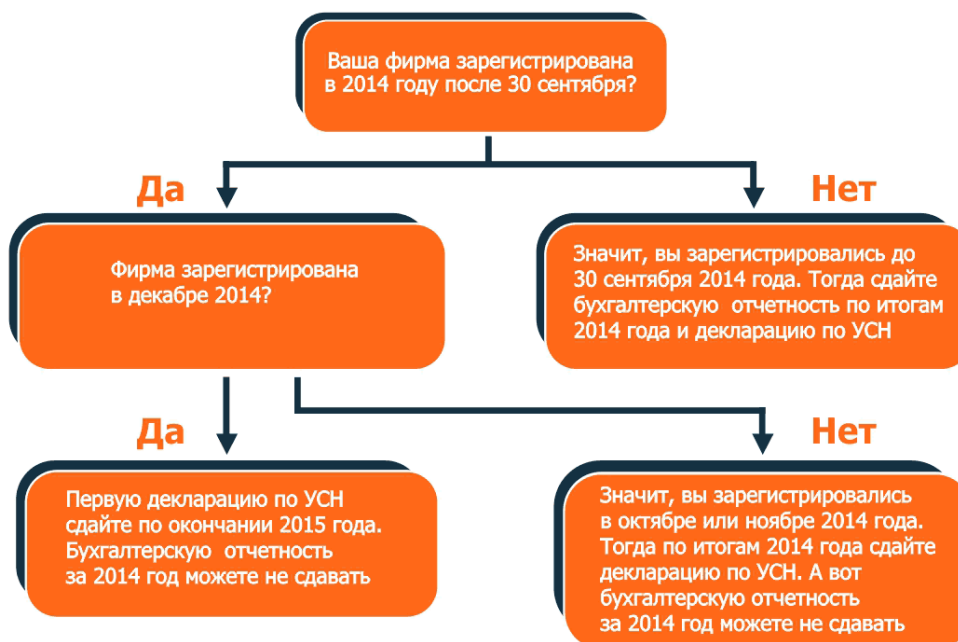 Ваша фирма зарегистрирована
в 2014 году после 30 сентября?
Да
Нет
Фирма зарегистрирована
в декабре 2014?
Значит, вы зарегистрировались до
30 сентября 2014 года. Тогда сдайте
бухгалтерскую отчетность по итогам
2014 года и декларацию по УСН
Да
Нет
Первую декларацию по УСН
сдайте по окончании 2015 года.
Бухгалтерскую отчетность
за 2014 год можете не сдавать
Значит, вы зарегистрировались
в октябре или ноябре 2014 года.
Тогда по итогам 2014 года сдайте
декларацию по УСН. А вот
бухгалтерскую отчетность
за 2014 год можете не сдавать